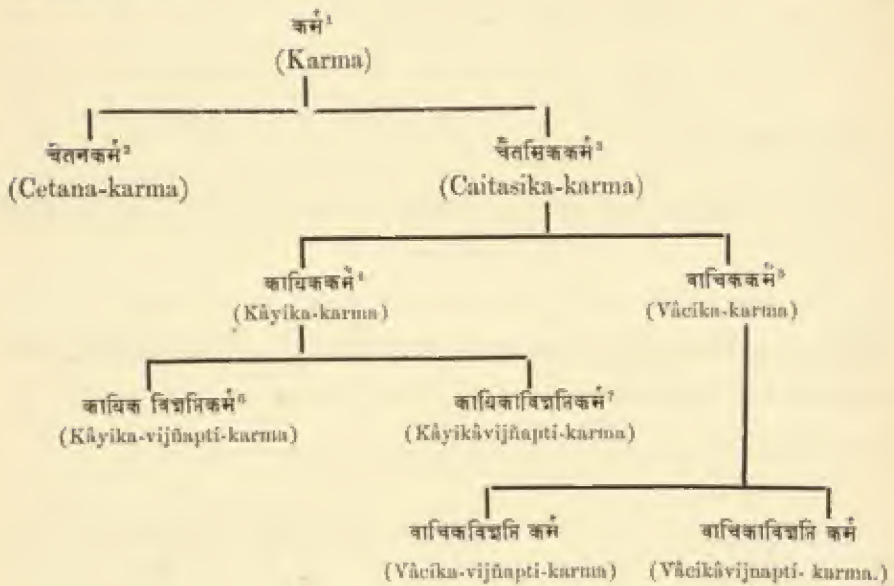 कर्म¹
(Karma)
चेतनकर्म²
चैतसिककर्म³
(Cetana-karma)
(Caitasika-karma)
कायिककर्म⁴
वाचिककर्म⁵
(Kâyika-karma)
(Vâcika-karma)
कायिक विज्ञप्तिकर्म⁶
कायिकाविज्ञप्तिकर्म⁷
(Kâyika-vijñapti-karma)
(Kâyikâvijñapti-karma)
वाचिकविज्ञप्ति कर्म
वाचिकाविज्ञप्ति कर्म
(Vâcika-vijñapti-karma)
(Vâcikâvijnapti- karma.)